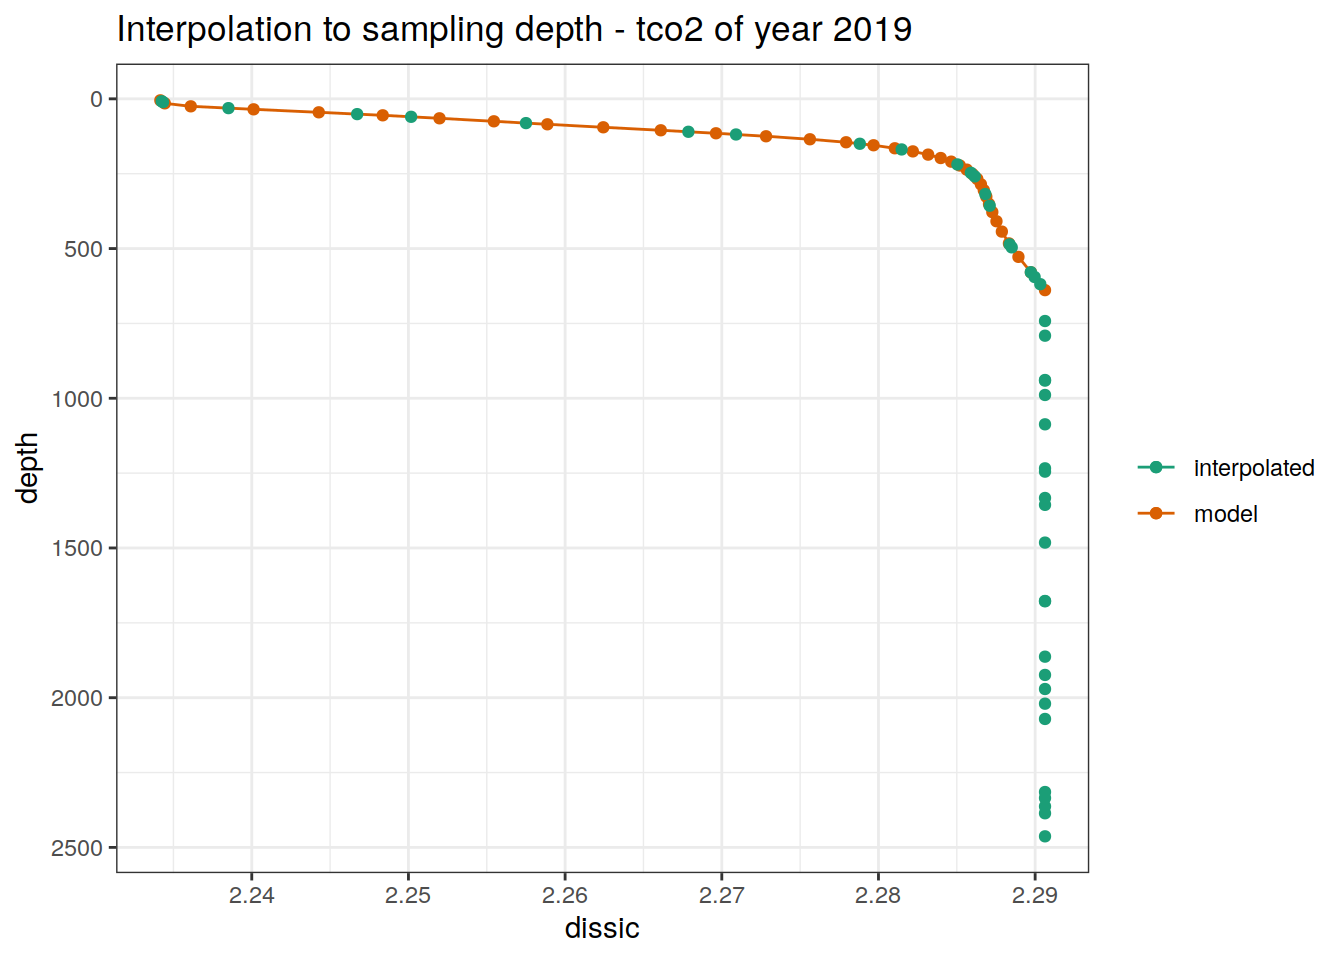 Interpolation to sampling depth - tco2 of year 2019
0
500
1000
1500
2000
2500
depth
2.24 2.25 2.26 2.27 2.28 2.29
dissic
interpolated
model